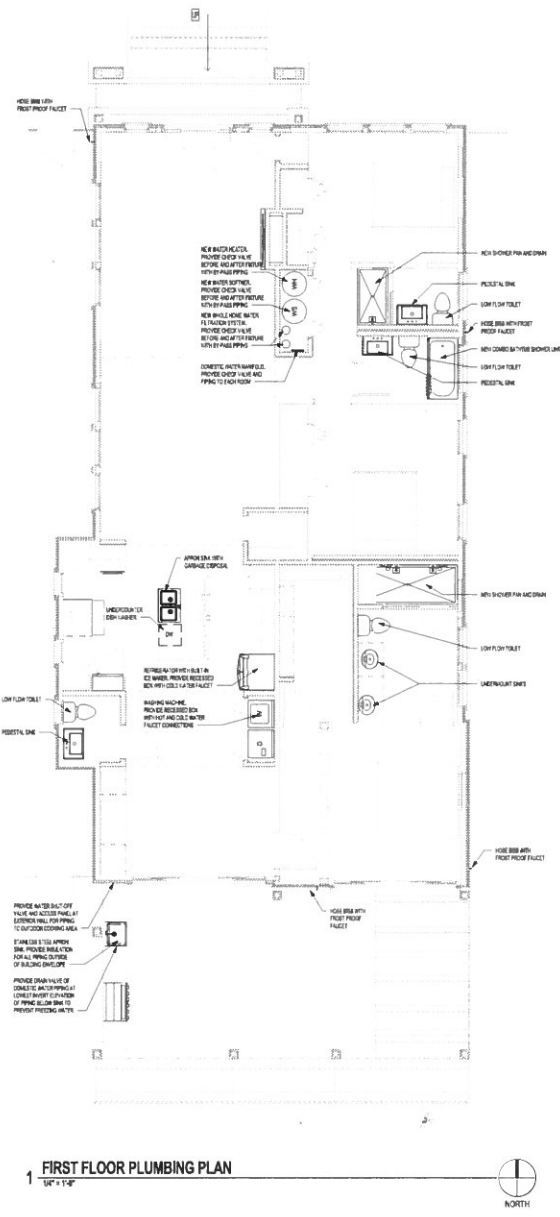 HOSE BIBB WITH
FROST PROOF FAUCET
NEW WATER HEATER.
PROVIDE CHECK VALVE
BEFORE AND AFTER FIXTURE
WITH BY-PASS PIPING
NEW WATER SOFTNER.
PROVIDE CHECK VALVE
BEFORE AND AFTER FIXTURE
WITH BY-PASS PIPING
NEW WHOLE HOME WATER
FILTRATION SYSTEM.
PROVIDE CHECK VALVE
BEFORE AND AFTER FIXTURE
WITH BY-PASS PIPING
DOMESTIC WATER MANIFOLD.
PROVIDE CHECK VALVE AND
PIPING TO EACH ROOM
NEW SHOWER PAN AND DRAIN
PEDESTAL SINK
LOW FLOW TOILET
HOSE BIBB WITH FROST
PROOF FAUCET
NEW COMBO BATHTUB SHOWER UNIT
LOW FLOW TOILET
PEDESTAL SINK
APRON SINK WITH
GARBAGE DISPOSAL
UNDERCOUNTER
DISH WASHER
DW
NEW SHOWER PAN AND DRAIN
LOW FLOW TOILET
UNDERMOUNT SINKS
REFRIGERATOR WITH BUILT-IN
ICE MAKER, PROVIDE RECESSED
BOX WITH COLD WATER FAUCET
WASHING MACHINE,
PROVIDE RECESSED BOX
WITH HOT AND COLD WATER
FAUCET CONNECTIONS
LOW FLOW TOILET
PEDESTAL SINK
HOSE BIBB WITH
FROST PROOF FAUCET
HOSE BIBB WITH
FROST PROOF
FAUCET
PROVIDE WATER SHUT-OFF
VALVE AND ACCESS PANEL AT
EXTERIOR WALL FOR PIPING
TO OUTDOOR COOKING AREA
STAINLESS STEEL APRON
SINK. PROVIDE INSULATION
FOR ALL PIPING OUTSIDE
OF BUILDING ENVELOPE
PROVIDE DRAIN VALVE OF
DOMESTIC WATER PIPING AT
LOWEST INVERT ELEVATION
OF PIPING BELOW SINK TO
PREVENT FREEZING WATER
1 FIRST FLOOR PLUMBING PLAN
1/4" = 1'-0"
NORTH